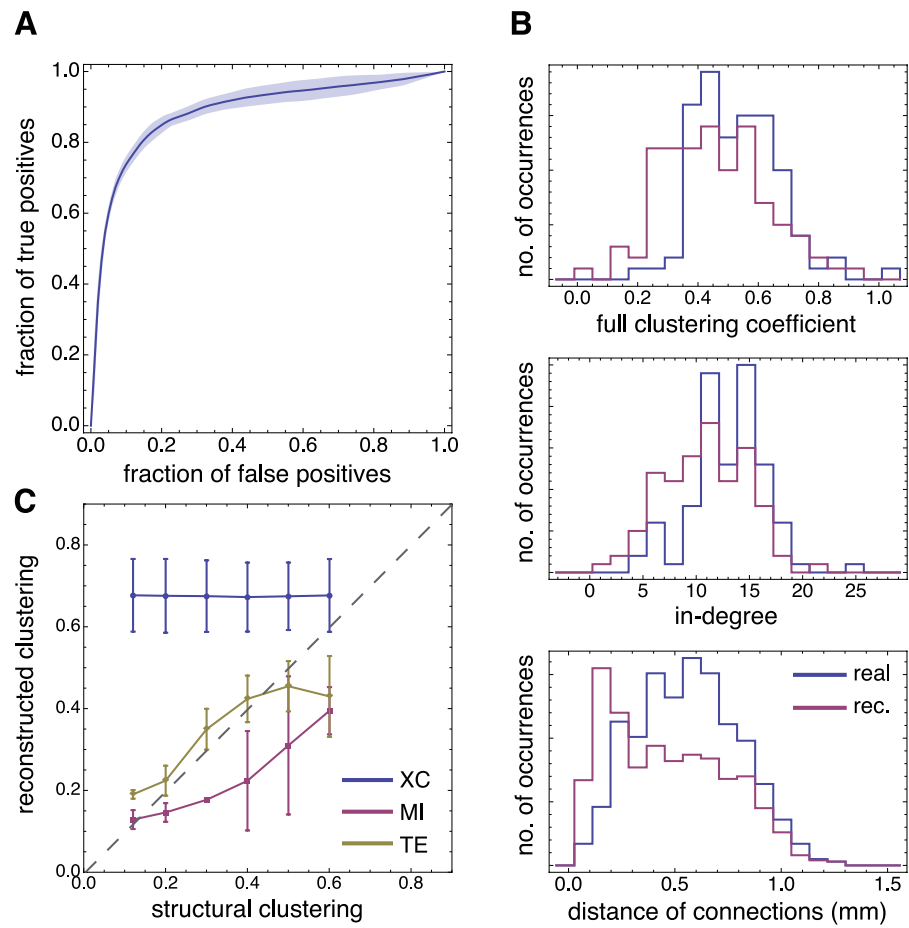 A
1.0
0.8
0.6
0.4
0.2
0.0
fraction of true positives
0.0 0.2 0.4 0.6 0.8 1.0
fraction of false positives
B
no. of occurrences
0.0 0.2 0.4 0.6 0.8 1.0
full clustering coefficient
no. of occurrences
0 5 10 15 20 25
in-degree
no. of occurrences
real
rec.
0.0 0.5 1.0 1.5
distance of connections (mm)
C
0.8
0.6
0.4
0.2
0.0
reconstructed clustering
XC
MI
TE
0.0 0.2 0.4 0.6 0.8
structural clustering